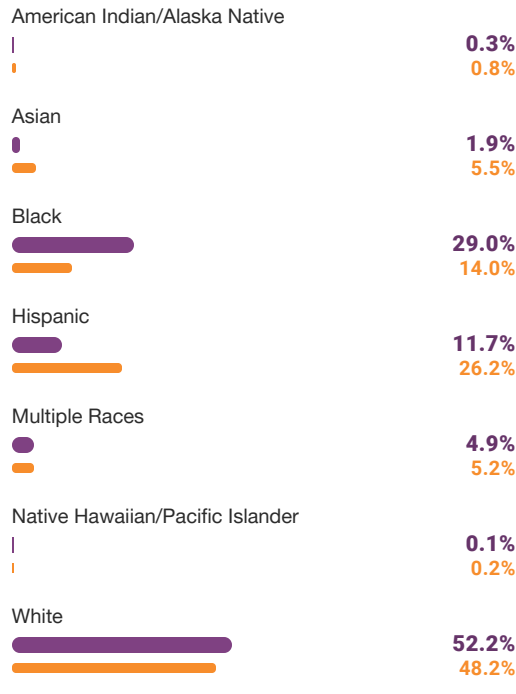 American Indian/Alaska Native
0.3%
0.8%
Asian
1.9%
5.5%
Black
29.0%
14.0%
Hispanic
11.7%
26.2%
Multiple Races
4.9%
5.2%
Native Hawaiian/Pacific Islander
0.1%
0.2%
White
52.2%
48.2%